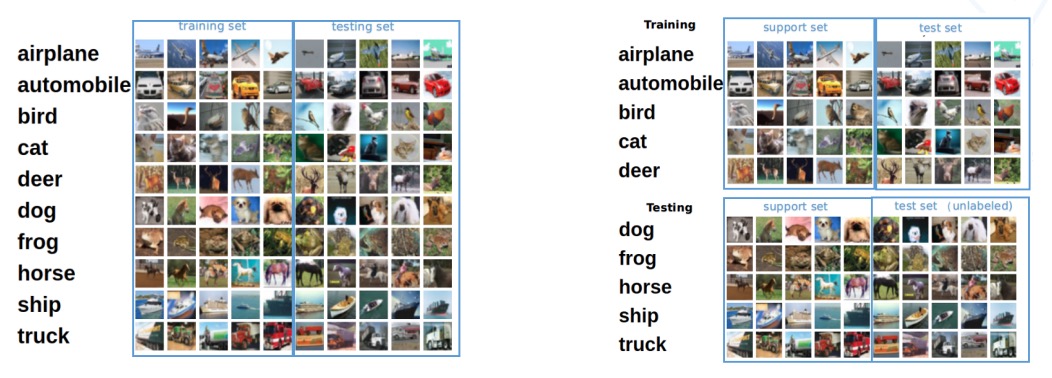 training set testing set
airplane
automobile
bird
cat
deer
dog
frog
horse
ship
truck
Training
support set test set
airplane
automobile
bird
cat
deer
Testing
support set test set (unlabeled)
dog
frog
horse
ship
truck